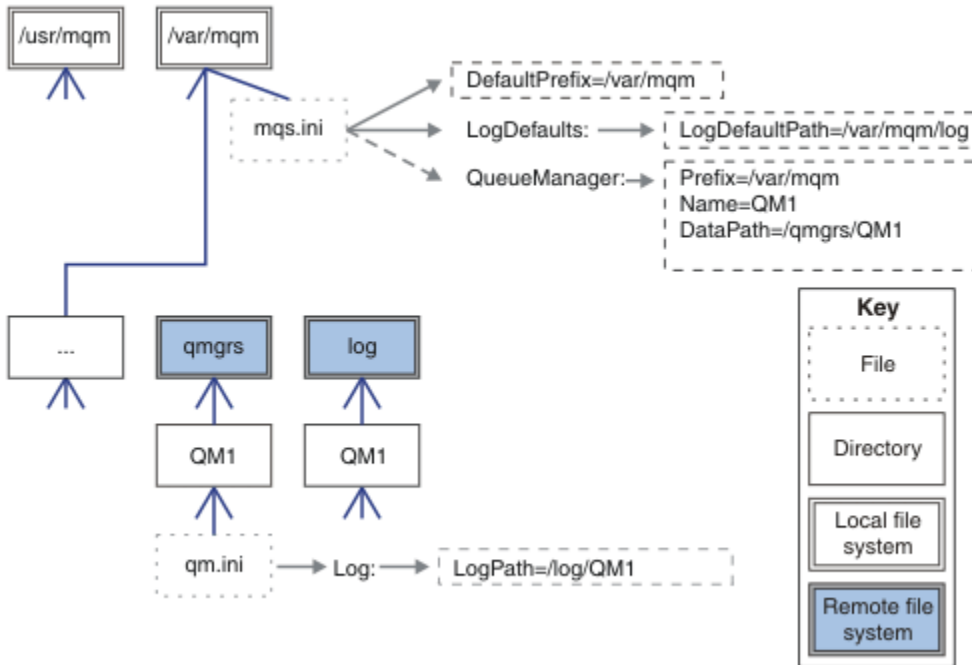 /usr/mqm
/var/mqm
mqs.ini
DefaultPrefix=/var/mqm
LogDefaults:
LogDefaultPath=/var/mqm/log
QueueManager:
Prefix=/var/mqm
Name=QM1
DataPath=/qmgrs/QM1
...
qmgrs
log
QM1
QM1
qm.ini
Log:
LogPath=/log/QM1
Key
File
Directory
Local file
system
Remote file
system